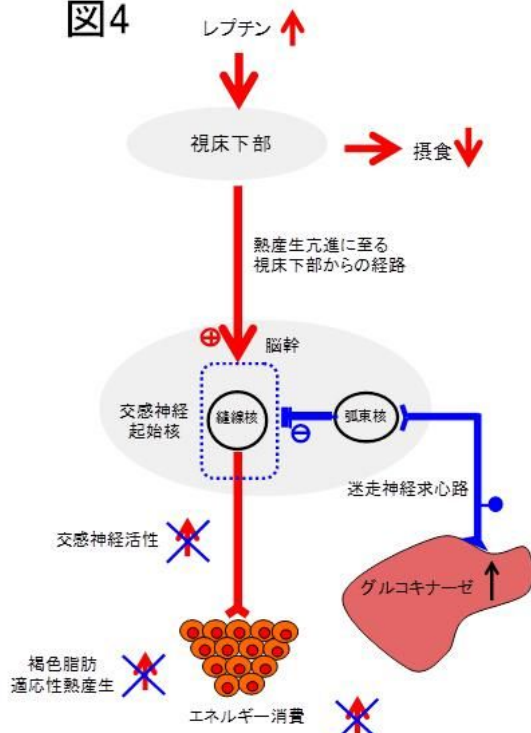 図4
レプチン
視床下部
摂食
熱産生亢進に至る
視床下部からの経路
脳幹
交感神経
起始核
縫線核
弧束核
迷走神経求心路
交感神経活性
グルコキナーゼ
褐色脂肪
適応性熱産生
エネルギー消費